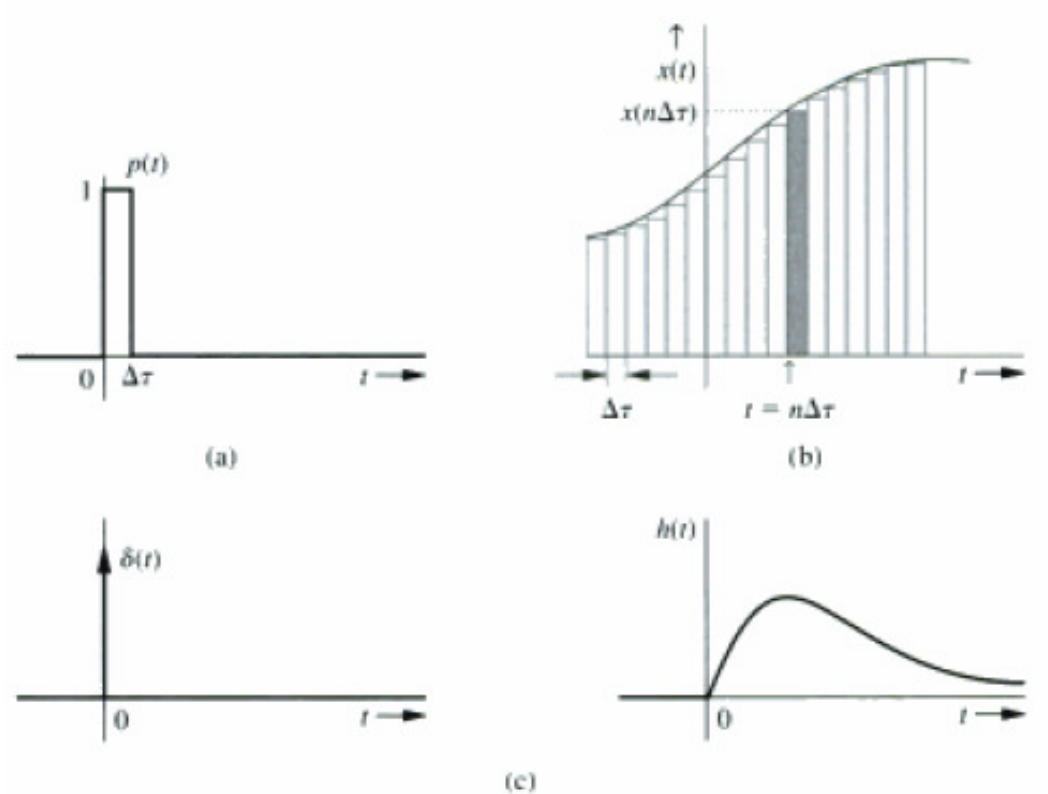 p(t)
1
0 Δτ t
(a)
x(t)
x(nΔτ)
Δτ t = nΔτ t
(b)
δ(t)
0 t
h(t)
0 t
(c)